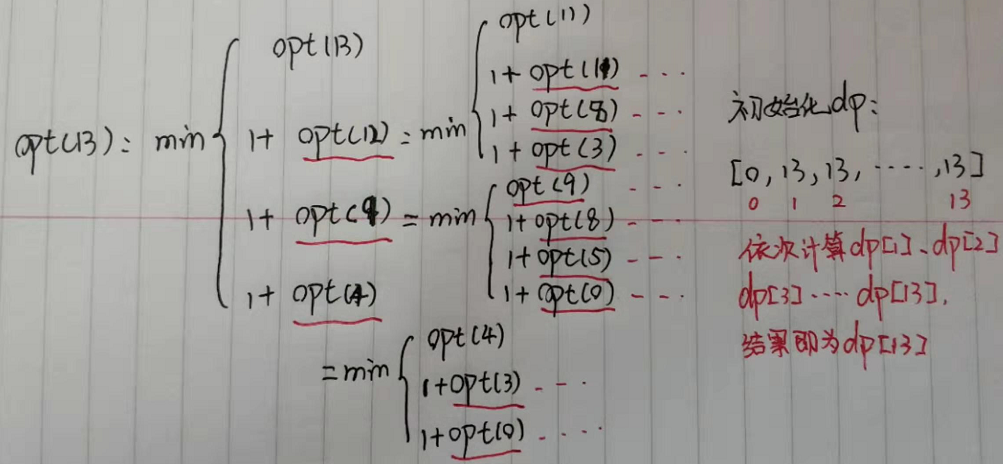 opt(13): min
opt(13)
1+ opt(12) = min
opt(12)
1+ opt(11) ...
1+ opt(8) ...
1+ opt(3) ...
1+ opt(9) = min
opt(9) ...
1+opt(8) ...
1+opt(5) ...
1+opt(0) ...
1+ opt(4)
=min
opt(4)
1+opt(3) ...
1+opt(0) ....
初始化dp:
[0, 13, 13, ....., 13]
0 1 2 13
依次计算dp[1]、dp[2]
dp[3]....dp[13],
结果即为dp[13]